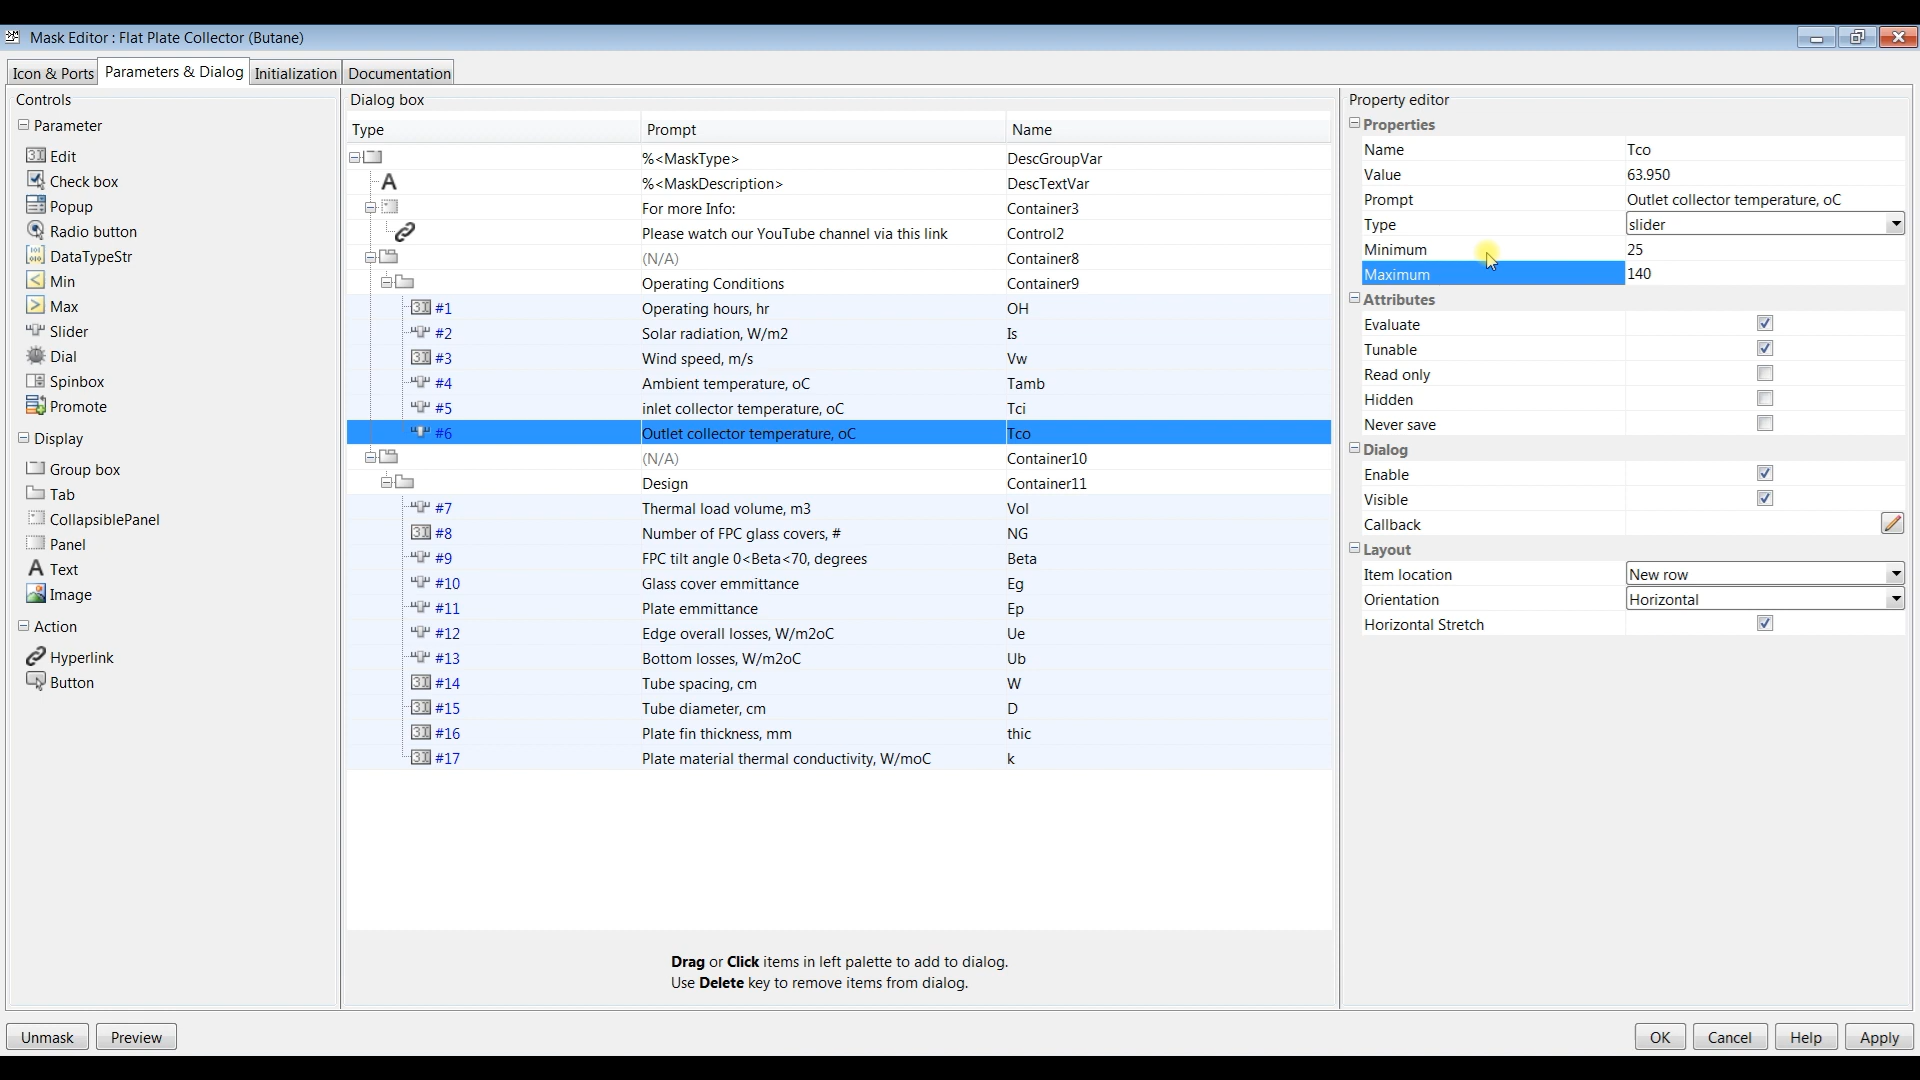 Mask Editor : Flat Plate Collector (Butane)
Icon & Ports Parameters & Dialog Initialization Documentation
Controls
Parameter
Edit
Check box
Popup
Radio button
DataTypeStr
Min
Max
Slider
Dial
Spinbox
Promote
Display
Group box
Tab
CollapsiblePanel
Panel
Text
Image
Action
Hyperlink
Button
Dialog box
Type Prompt Name
%<MaskType> DescGroupVar
A %<MaskDescription> DescTextVar
For more Info: Container3
Please watch our YouTube channel via this link Control2
(N/A) Container8
Operating Conditions Container9
#1 Operating hours, hr OH
#2 Solar radiation, W/m2 Is
#3 Wind speed, m/s Vw
#4 Ambient temperature, oC Tamb
#5 inlet collector temperature, oC Tci
#6 Outlet collector temperature, oC Tco
(N/A) Container10
Design Container11
#7 Thermal load volume, m3 Vol
#8 Number of FPC glass covers, # NG
#9 FPC tilt angle 0<Beta<70, degrees Beta
#10 Glass cover emmittance Eg
#11 Plate emmittance Ep
#12 Edge overall losses, W/m2oC Ue
#13 Bottom losses, W/m2oC Ub
#14 Tube spacing, cm W
#15 Tube diameter, cm D
#16 Plate fin thickness, mm thic
#17 Plate material thermal conductivity, W/moC k
Drag or Click items in left palette to add to dialog.
Use Delete key to remove items from dialog.
Property editor
Properties
Name Tco
Value 63.950
Prompt Outlet collector temperature, oC
Type slider
Minimum 25
Maximum 140
Attributes
Evaluate
Tunable
Read only
Hidden
Never save
Dialog
Enable
Visible
Callback
Layout
Item location New row
Orientation Horizontal
Horizontal Stretch
Unmask Preview OK Cancel Help Apply